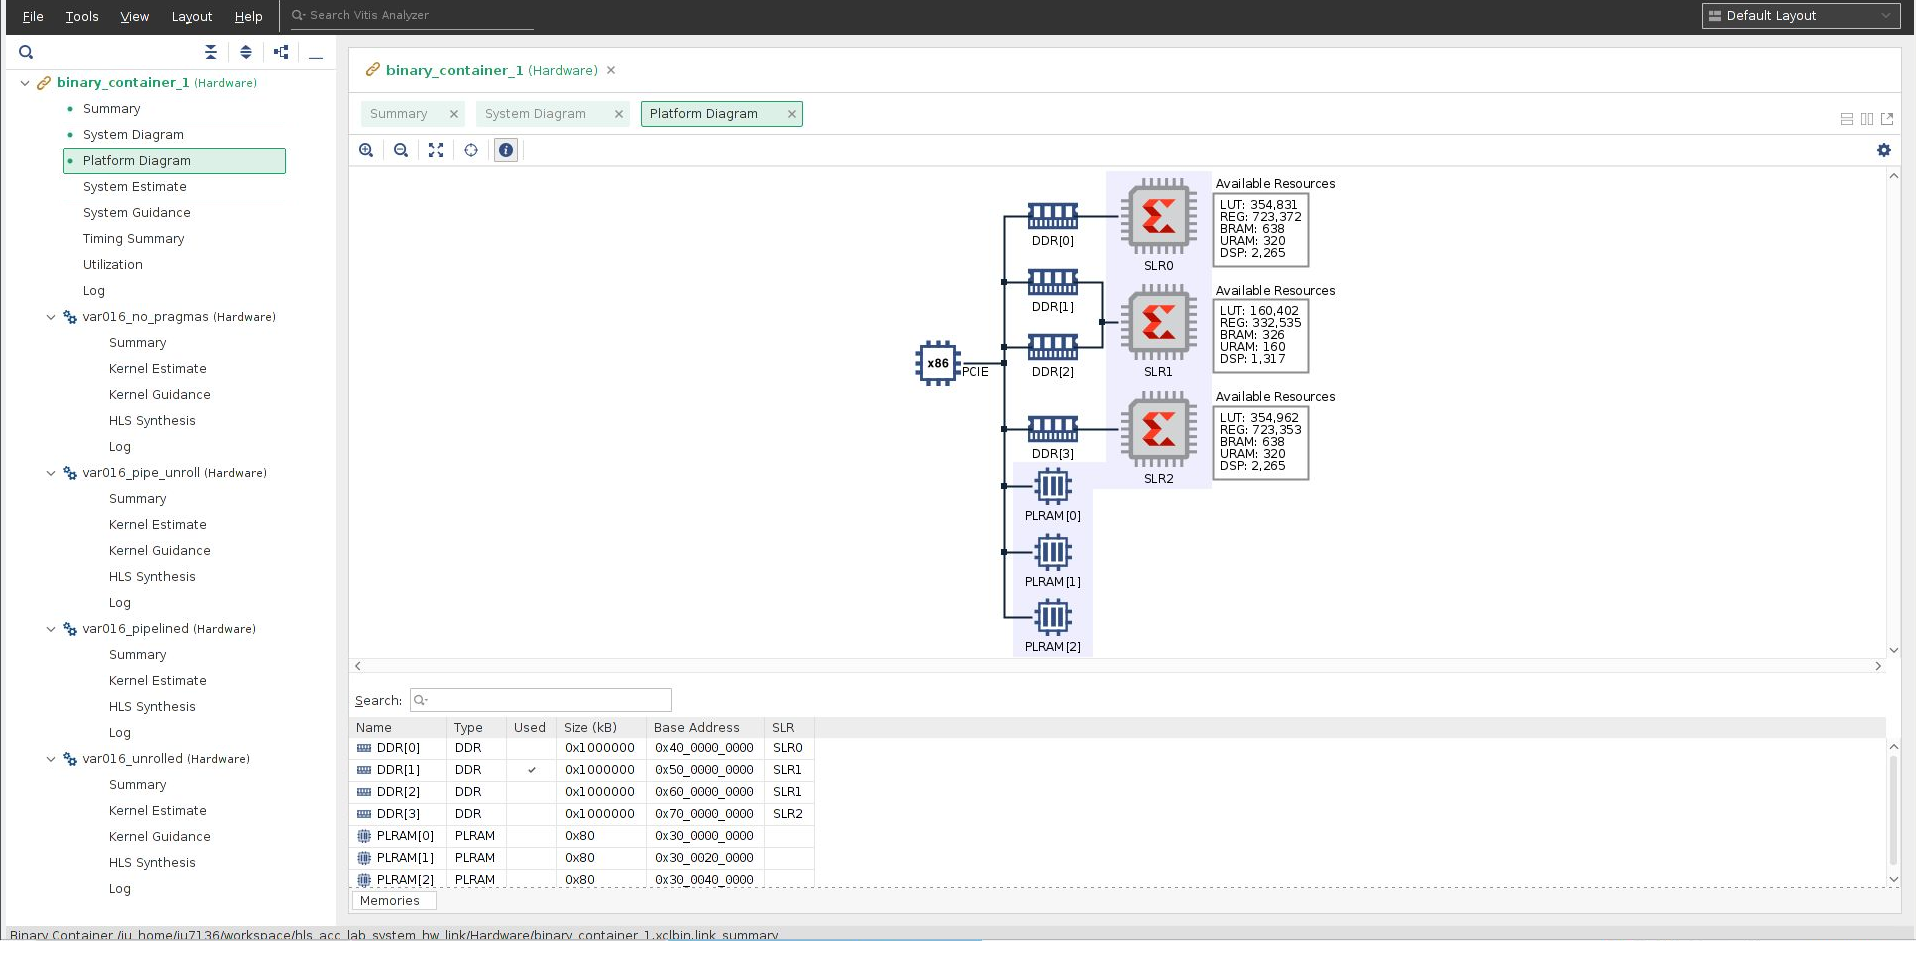 File Tools View Layout Help Search Vitis Analyzer Default Layout
binary_container_1 (Hardware)
Summary
System Diagram
Platform Diagram
System Estimate
System Guidance
Timing Summary
Utilization
Log
var016_no_pragmas (Hardware)
Summary
Kernel Estimate
Kernel Guidance
HLS Synthesis
Log
var016_pipe_unroll (Hardware)
Summary
Kernel Estimate
Kernel Guidance
HLS Synthesis
Log
var016_pipelined (Hardware)
Summary
Kernel Estimate
HLS Synthesis
Log
var016_unrolled (Hardware)
Summary
Kernel Estimate
Kernel Guidance
HLS Synthesis
Log
binary_container_1 (Hardware)
Summary System Diagram Platform Diagram
x86
PCIE
DDR[0]
DDR[1]
DDR[2]
DDR[3]
PLRAM[0]
PLRAM[1]
PLRAM[2]
SLR0
Available Resources
LUT: 354,831
REG: 723,372
BRAM: 638
URAM: 320
DSP: 2,265
SLR1
Available Resources
LUT: 160,402
REG: 332,535
BRAM: 326
URAM: 160
DSP: 1,317
SLR2
Available Resources
LUT: 354,962
REG: 723,353
BRAM: 638
URAM: 320
DSP: 2,265
Search:
Name Type Used Size (kB) Base Address SLR
DDR[0] DDR 0x1000000 0x40_0000_0000 SLR0
DDR[1] DDR ✓ 0x1000000 0x50_0000_0000 SLR1
DDR[2] DDR 0x1000000 0x60_0000_0000 SLR1
DDR[3] DDR 0x1000000 0x70_0000_0000 SLR2
PLRAM[0] PLRAM 0x80 0x30_0000_0000
PLRAM[1] PLRAM 0x80 0x30_0020_0000
PLRAM[2] PLRAM 0x80 0x30_0040_0000
Memories
Binary Container /iu_home/iu7136/workspace/hls_acc_lab_system_hw_link/Hardware/binary_container_1.xclbin.link_summary